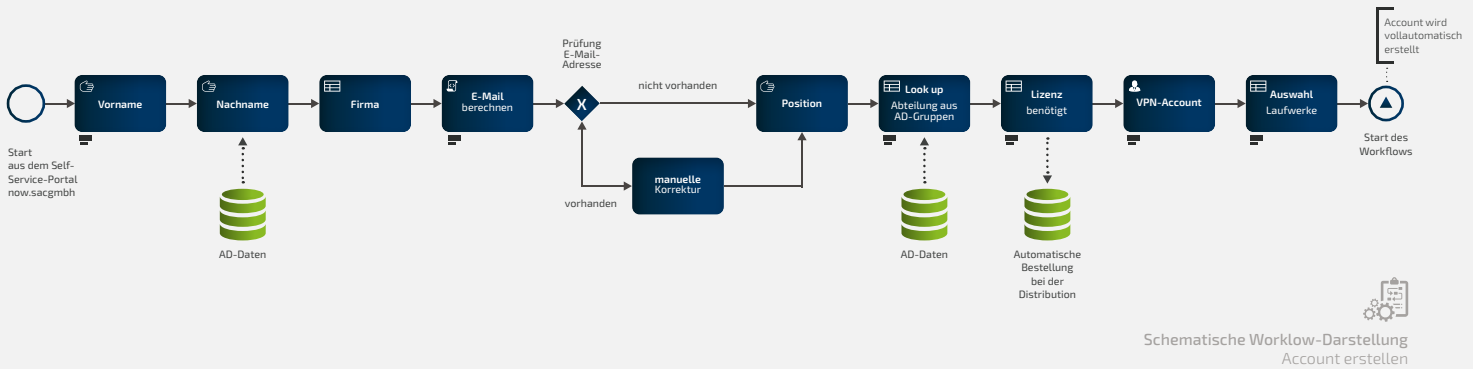 Account wird
vollautomatisch
erstellt
Prüfung
E-Mail-
Adresse
Vorname
Nachname
Firma
E-Mail
berechnen
X
nicht vorhanden
Position
Look up
Abteilung aus
AD-Gruppen
Lizenz
benötigt
VPN-Account
Auswahl
Laufwerke
Start
aus dem Self-
Service-Portal
now.sacgmbh
Start des
Workflows
manuelle
Korrektur
vorhanden
AD-Daten
AD-Daten
Automatische
Bestellung
bei der
Distribution
Schematische Worklow-Darstellung
Account erstellen